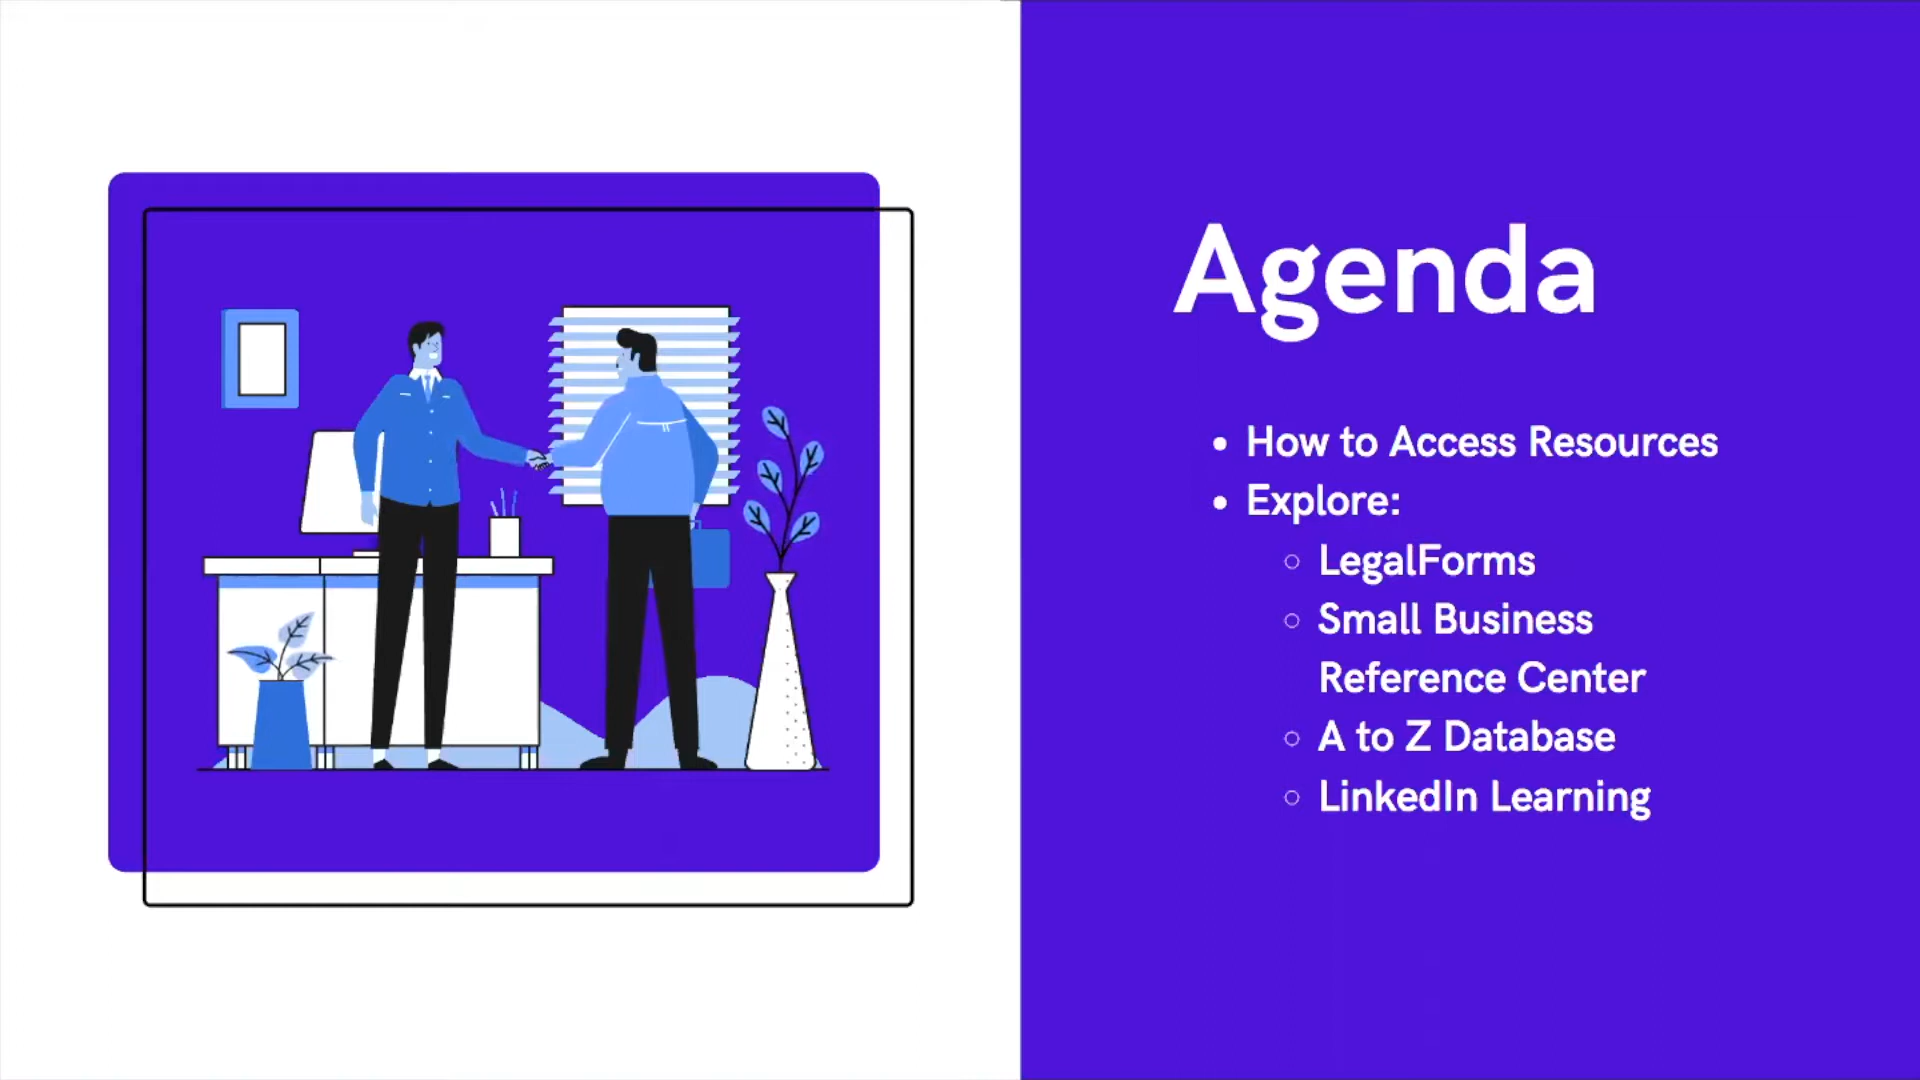 Agenda
• How to Access Resources
• Explore:
○ LegalForms
○ Small Business
Reference Center
○ A to Z Database
○ LinkedIn Learning